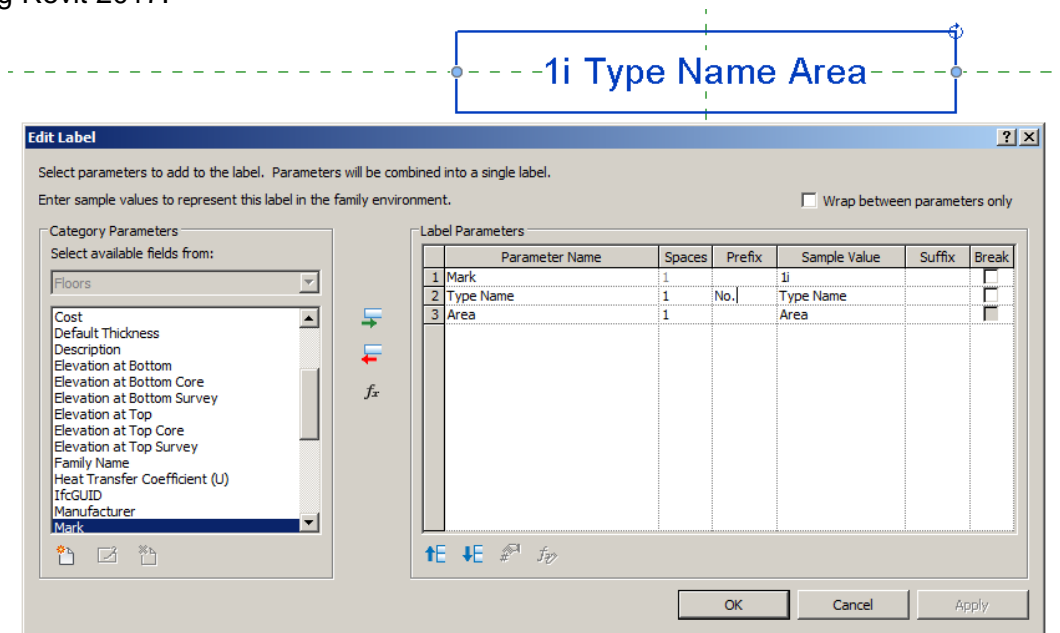 g Revit 2017.
1i Type Name Area
Edit Label
Select parameters to add to the label. Parameters will be combined into a single label.
Enter sample values to represent this label in the family environment.
Wrap between parameters only
Category Parameters
Select available fields from:
Floors
Cost
Default Thickness
Description
Elevation at Bottom
Elevation at Bottom Core
Elevation at Bottom Survey
Elevation at Top
Elevation at Top Core
Elevation at Top Survey
Family Name
Heat Transfer Coefficient (U)
IfcGUID
Manufacturer
Mark
fx
Label Parameters
Parameter Name Spaces Prefix Sample Value Suffix Break
1 Mark 1 1i
2 Type Name 1 No. Type Name
3 Area 1 Area
OK Cancel Apply